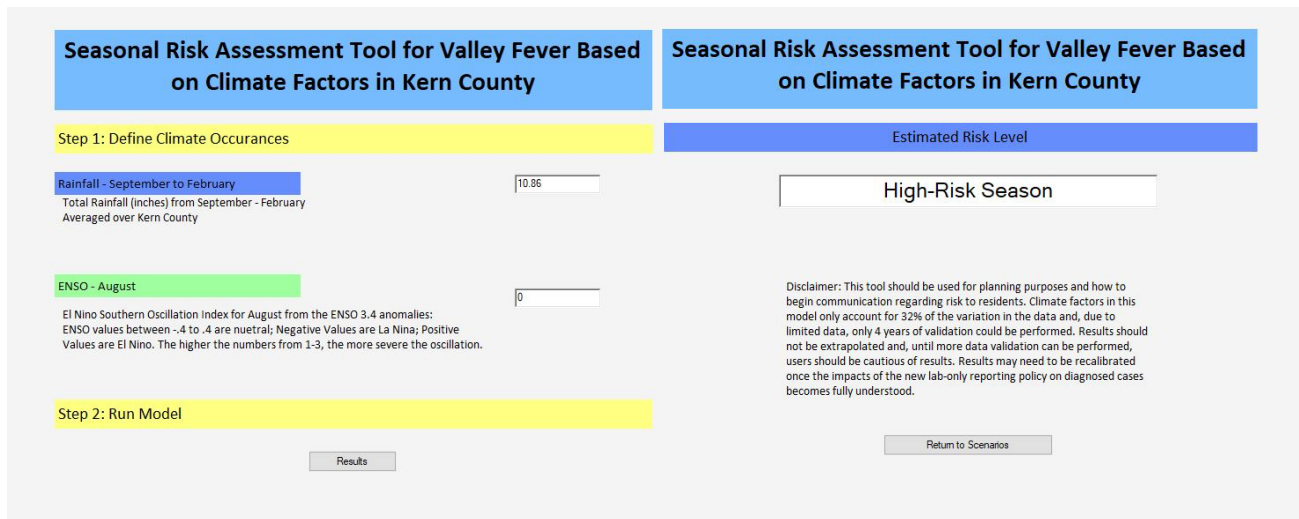 Seasonal Risk Assessment Tool for Valley Fever Based
on Climate Factors in Kern County
Step 1: Define Climate Occurances
Rainfall - September to February
10.86
Total Rainfall (inches) from September - February
Averaged over Kern County
ENSO - August
0
El Nino Southern Oscillation Index for August from the ENSO 3.4 anomalies:
ENSO values between -.4 to .4 are nuetral; Negative Values are La Nina; Positive
Values are El Nino. The higher the numbers from 1-3, the more severe the oscillation.
Step 2: Run Model
Results
Seasonal Risk Assessment Tool for Valley Fever Based
on Climate Factors in Kern County
Estimated Risk Level
High-Risk Season
Disclaimer: This tool should be used for planning purposes and how to
begin communication regarding risk to residents. Climate factors in this
model only account for 32% of the variation in the data and, due to
limited data, only 4 years of validation could be performed. Results should
not be extrapolated and, until more data validation can be performed,
users should be cautious of results. Results may need to be recalibrated
once the impacts of the new lab-only reporting policy on diagnosed cases
becomes fully understood.
Return to Scenarios